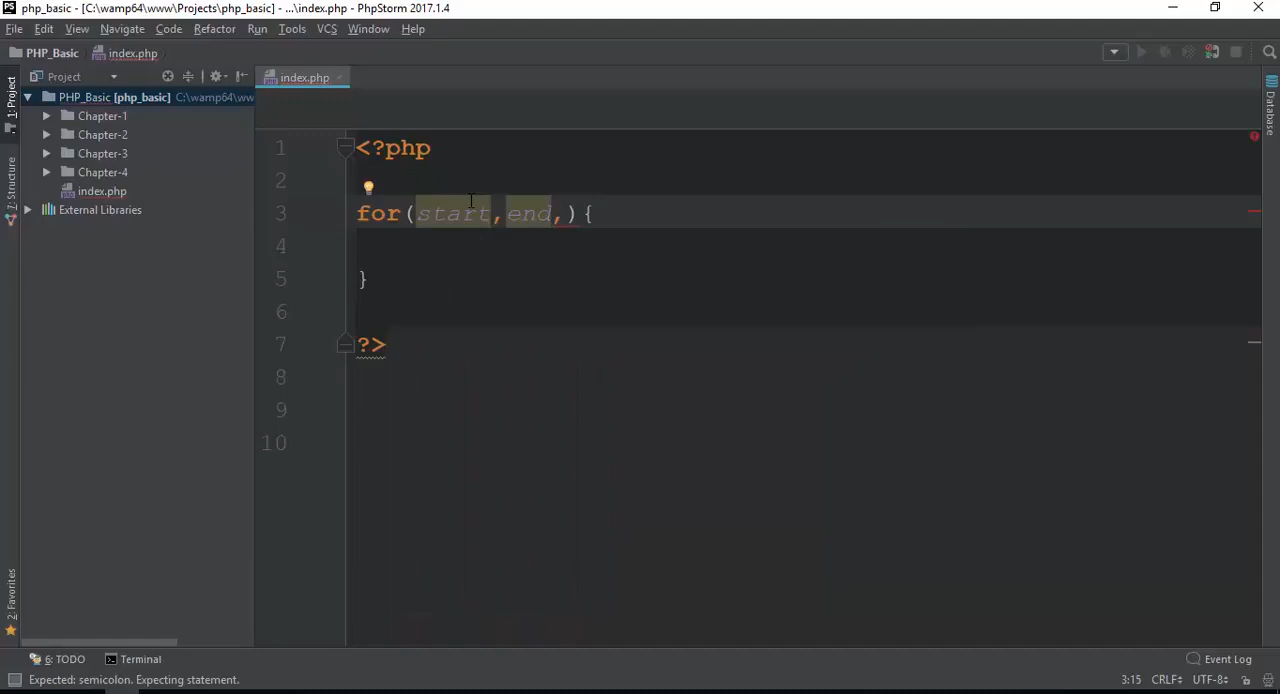 php_basic - [C:\wamp64\www\Projects\php_basic] - ...\index.php - PhpStorm 2017.1.4
File Edit View Navigate Code Refactor Run Tools VCS Window Help
PHP_Basic index.php
Project index.php
PHP_Basic [php_basic] C:\wamp64\ww
Chapter-1
Chapter-2
Chapter-3
Chapter-4
index.php
External Libraries
1: Project
7: Structure
2: Favorites
1 <?php
2
3 for(start,end,){
4
5 }
6
7 ?>
8
9
10
Database
6: TODO Terminal Event Log
Expected: semicolon. Expecting statement. 3:15 CRLF UTF-8